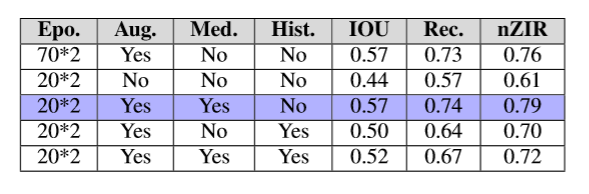 Epo. Aug. Med. Hist. IOU Rec. nZIR
70*2 Yes No No 0.57 0.73 0.76
20*2 No No No 0.44 0.57 0.61
20*2 Yes Yes No 0.57 0.74 0.79
20*2 Yes No Yes 0.50 0.64 0.70
20*2 Yes Yes Yes 0.52 0.67 0.72